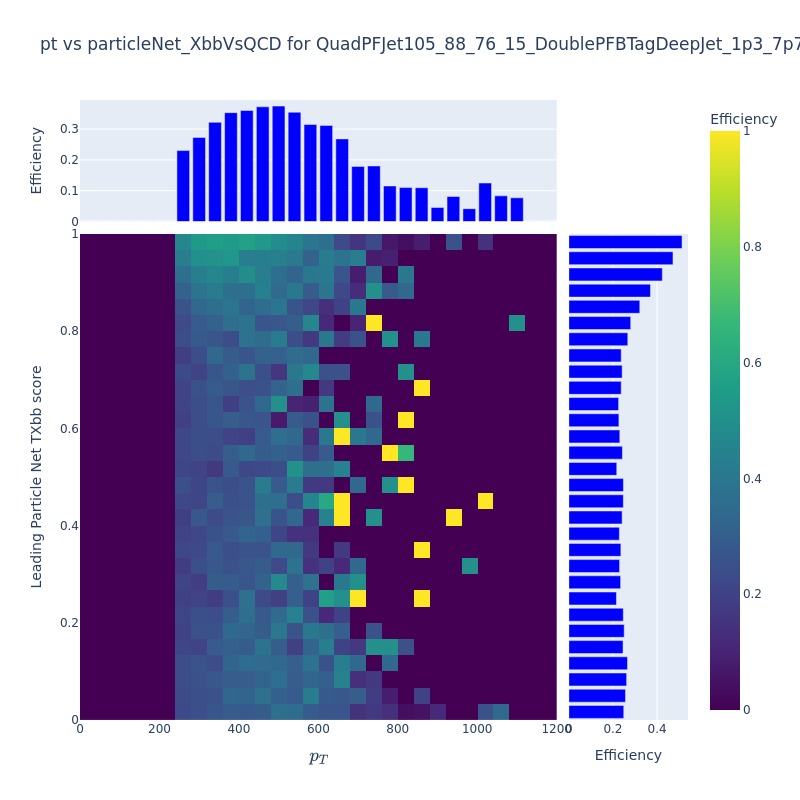 pt vs particleNet_XbbVsQCD for QuadPFJet105_88_76_15_DoublePFBTagDeepJet_1p3_7p7
Efficiency
0.3
0.2
0.1
0
Efficiency
1
0.8
0.6
0.4
0.2
0
Leading Particle Net TXbb score
1
0.8
0.6
0.4
0.2
0
0 200 400 600 800 1000 1200
p_T
0 0.2 0.4
Efficiency